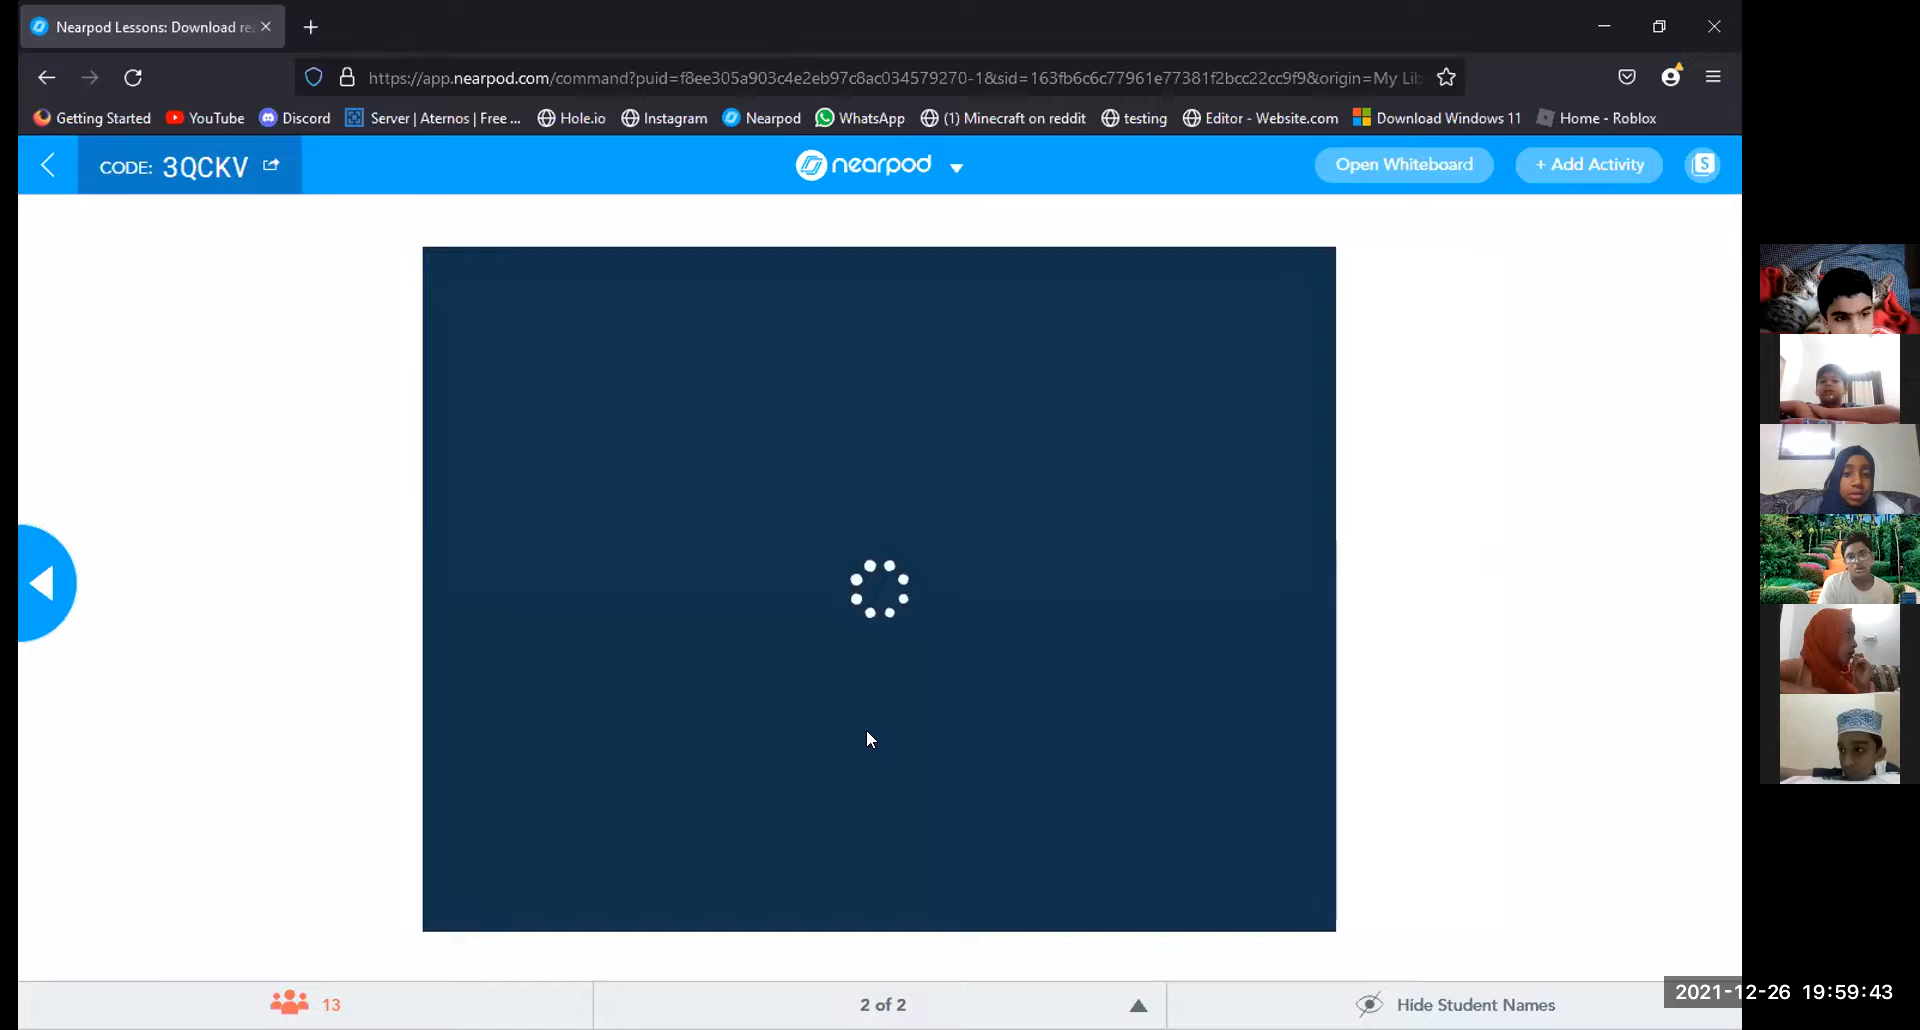 Nearpod Lessons: Download re
https://app.nearpod.com/command?puid=f8ee305a903c4e2eb97c8ac034579270-1&sid=163fb6c6c77961e77381f2bcc22cc9f9&origin=My Lib
Getting Started YouTube Discord Server | Aternos | Free ... Hole.io Instagram Nearpod WhatsApp (1) Minecraft on reddit testing Editor - Website.com Download Windows 11 Home - Roblox
CODE: 3QCKV nearpod Open Whiteboard + Add Activity S
13 2 of 2 Hide Student Names
2021-12-26 19:59:43